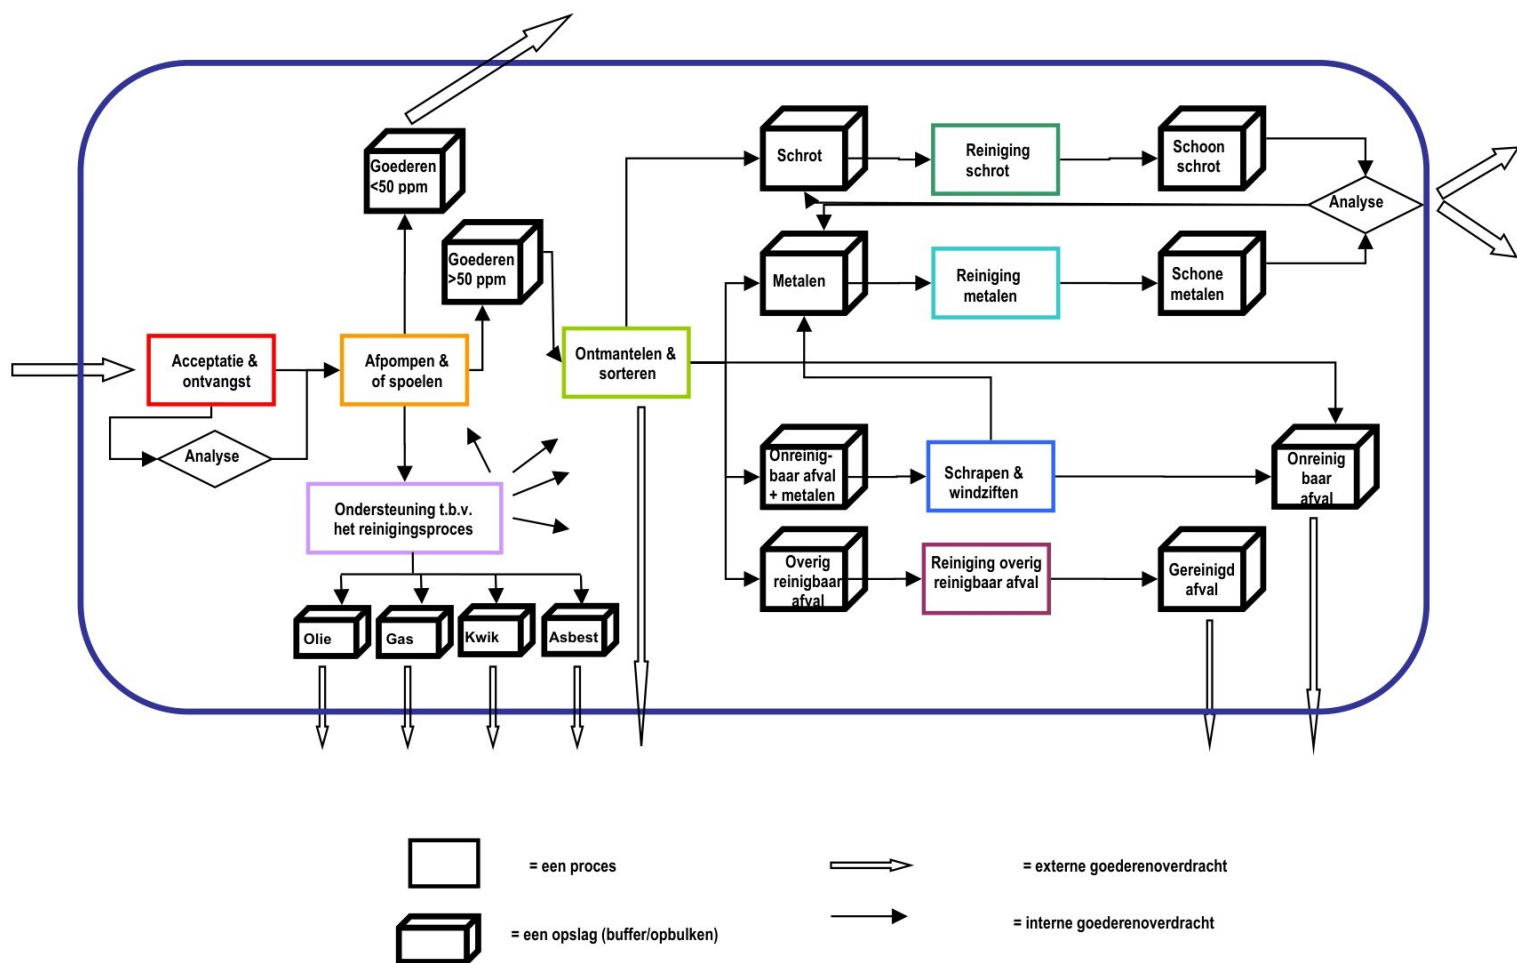 Goederen
<50 ppm
Schrot
Reiniging
schrot
Schoon
schrot
Analyse
Goederen
>50 ppm
Metalen
Reiniging
metalen
Schone
metalen
Acceptatie &
ontvangst
Afpompen &
of spoelen
Ontmantelen &
sorteren
Analyse
Onreinig-
baar afval
+ metalen
Schrapen &
windziften
Onreinig
baar
afval
Ondersteuning t.b.v.
het reinigingsproces
Overig
reinigbaar
afval
Reiniging overig
reinigbaar afval
Gereinigd
afval
Olie
Gas
Kwik
Asbest
= een proces
= externe goederenoverdracht
= een opslag (buffer/opbulken)
= interne goederenoverdracht